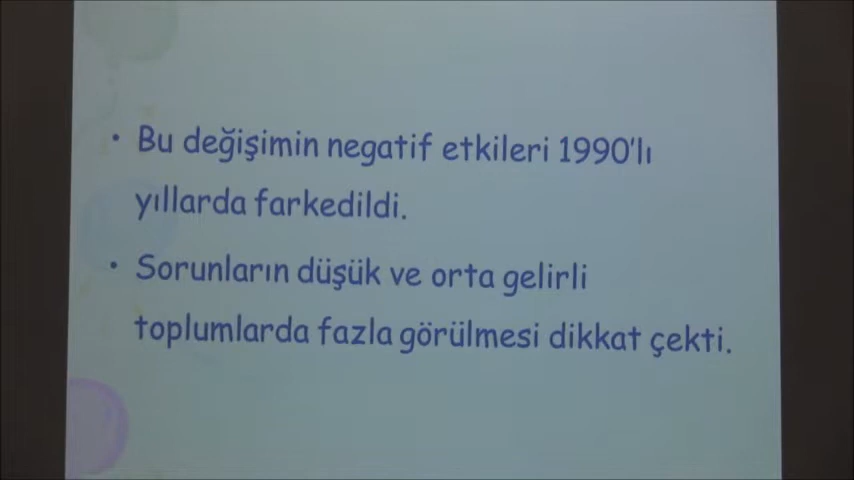 • Bu değişimin negatif etkileri 1990'lı
yıllarda farkedildi.
• Sorunların düşük ve orta gelirli
toplumlarda fazla görülmesi dikkat çekti.